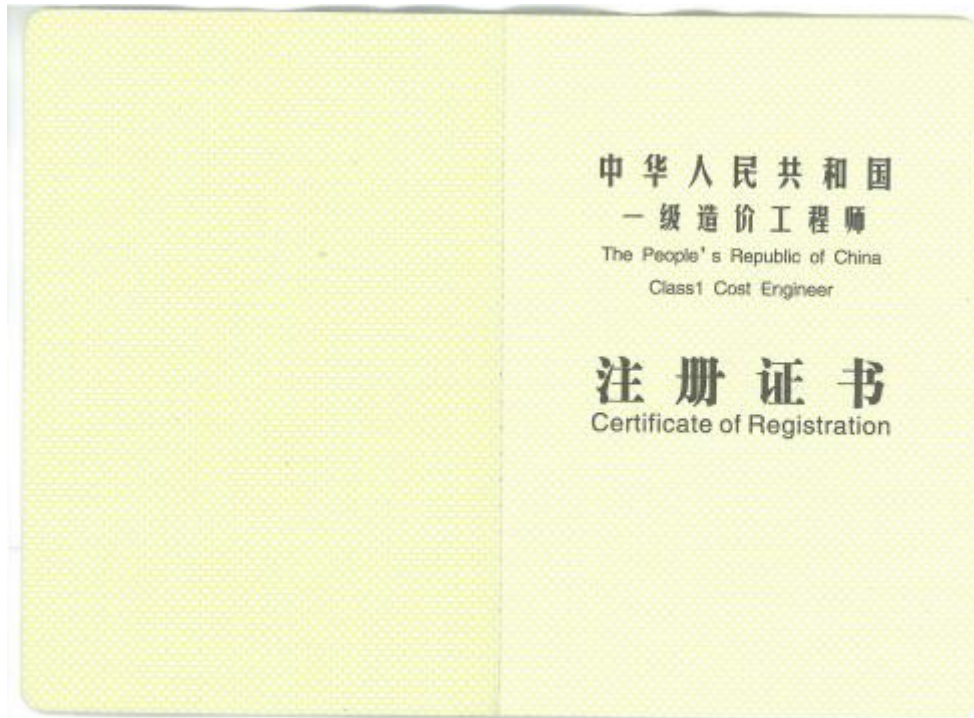 中华人民共和国
一级造价工程师
The People's Republic of China
Class1 Cost Engineer
注册证书
Certificate of Registration